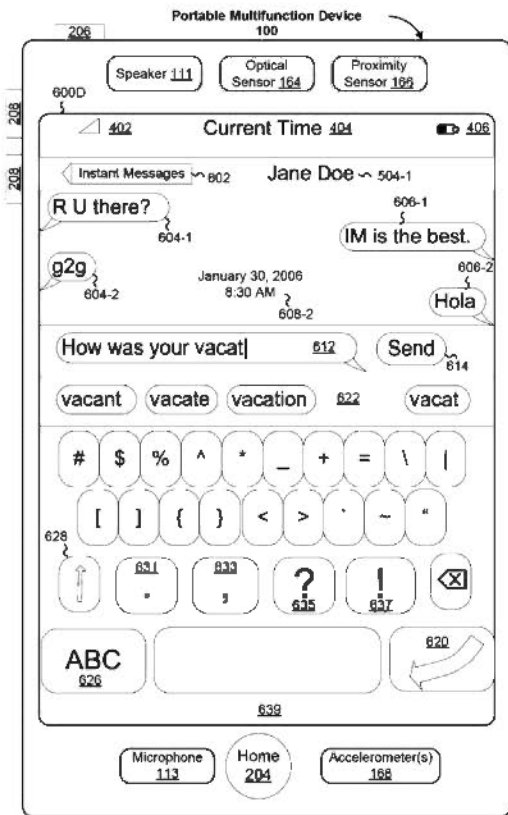 Portable Multifunction Device
206 100
Speaker 111 Optical Sensor 164 Proximity Sensor 166
600D
208
208
402 Current Time 404 406
Instant Messages 602 Jane Doe 504-1
R U there? 606-1
604-1 IM is the best.
g2g 606-2
604-2 January 30, 2006
8:30 AM Hola
608-2
How was your vacat 612 Send
614
vacant vacate vacation 622 vacat
# $ % ^ * _ + = \ |
[ ] { } < > ` ~ “
628
631 . 633 , ? 635 ! 637
ABC 620
626
639
Microphone 113 Home 204 Accelerometer(s) 168